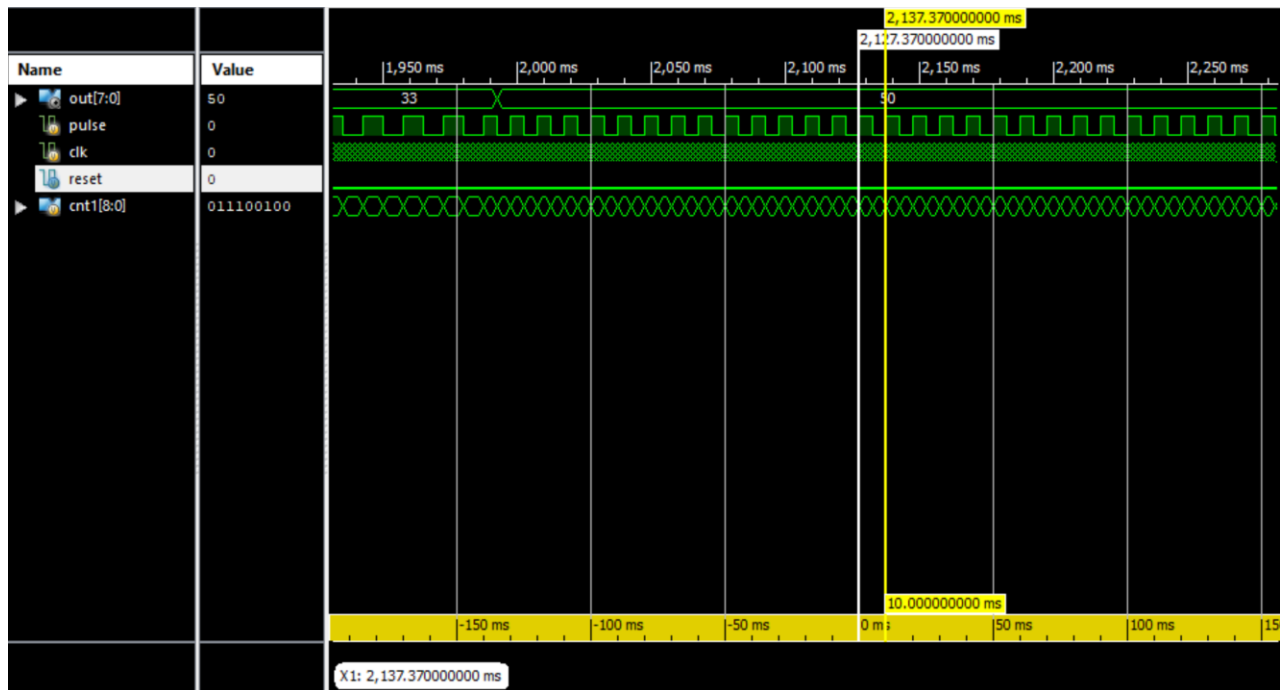 2,137.370000000 ms
2,127.370000000 ms
Name Value |1,950 ms |2,000 ms |2,050 ms |2,100 ms |2,150 ms |2,200 ms |2,250 ms
out[7:0] 50 33 50
pulse 0
clk 0
reset 0
cnt1[8:0] 011100100
10.000000000 ms
|-150 ms |-100 ms |-50 ms 0 ms |50 ms |100 ms |15
X1: 2,137.370000000 ms